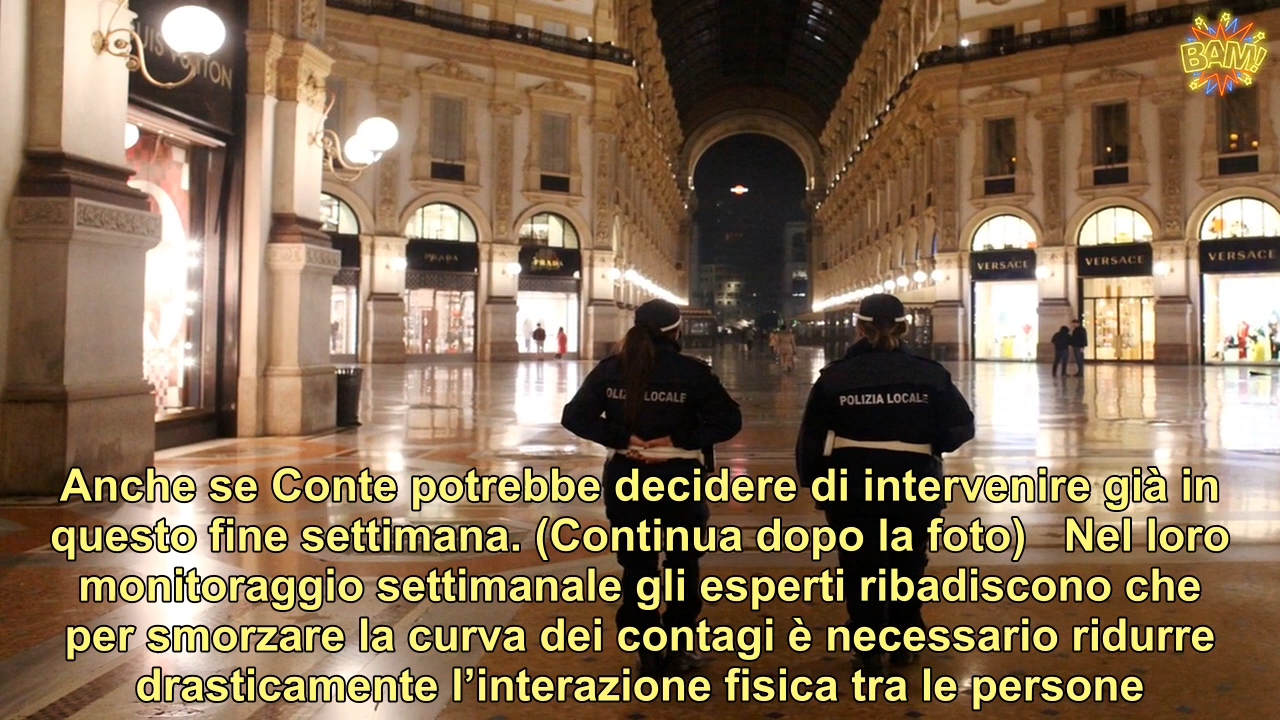 BAM!
LOUIS VUITTON
PRADA
PRADA
VERSACE
VERSACE
VERSACE
POLIZIA LOCALE
POLIZIA LOCALE
Anche se Conte potrebbe decidere di intervenire già in
questo fine settimana. (Continua dopo la foto) Nel loro
monitoraggio settimanale gli esperti ribadiscono che
per smorzare la curva dei contagi è necessario ridurre
drasticamente l’interazione fisica tra le persone